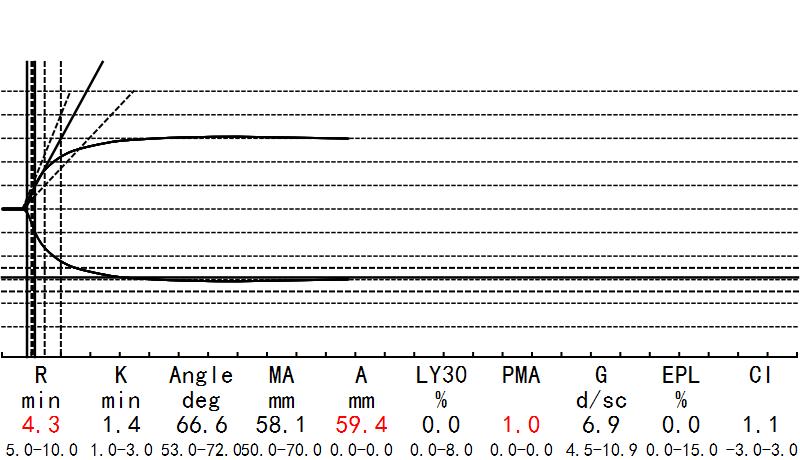 R K Angle MA A LY30 PMA G EPL CI
min min deg mm mm % d/sc %
4.3 1.4 66.6 58.1 59.4 0.0 1.0 6.9 0.0 1.1
5.0-10.0 1.0-3.0 53.0-72.0 50.0-70.0 0.0-0.0 0.0-8.0 0.0-0.0 4.5-10.9 0.0-15.0 -3.0-3.0